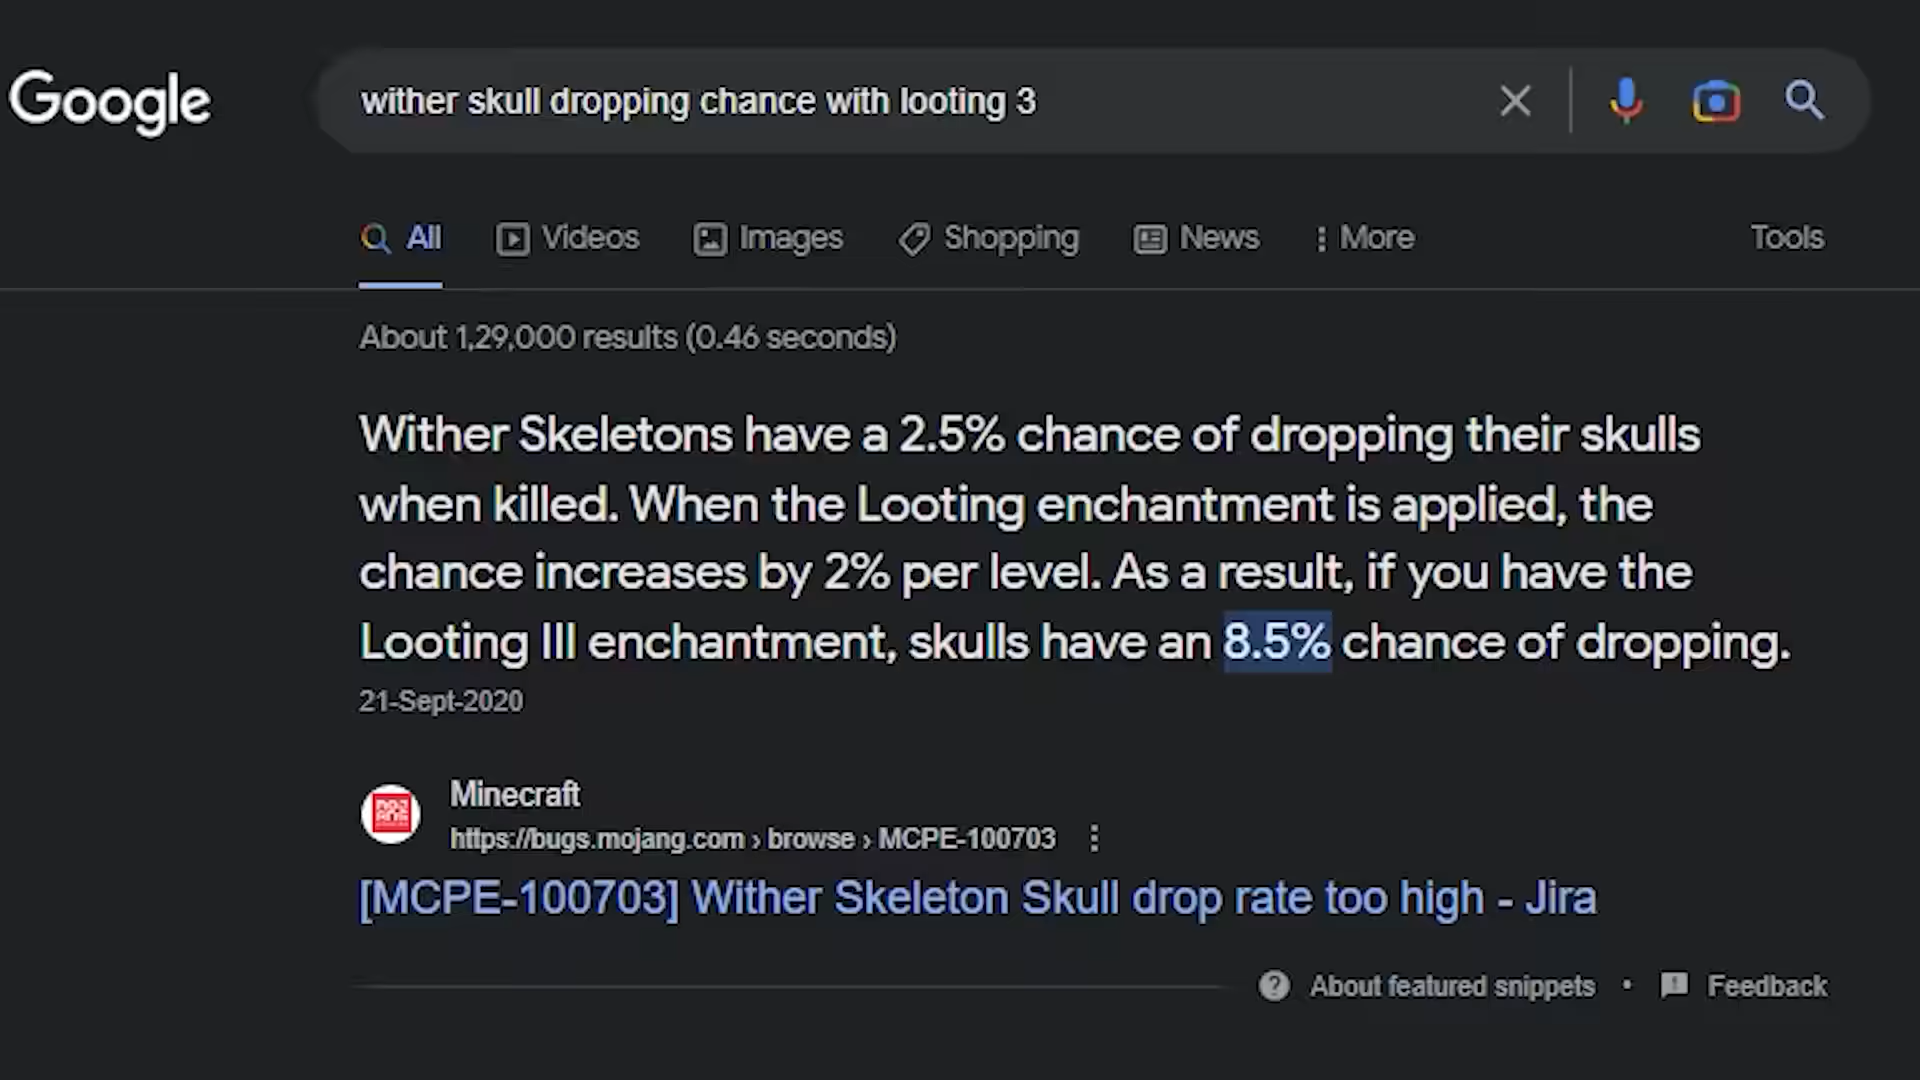 Google
wither skull dropping chance with looting 3
All Videos Images Shopping News More Tools
About 1,29,000 results (0.46 seconds)
Wither Skeletons have a 2.5% chance of dropping their skulls
when killed. When the Looting enchantment is applied, the
chance increases by 2% per level. As a result, if you have the
Looting III enchantment, skulls have an 8.5% chance of dropping.
21-Sept-2020
Minecraft
https://bugs.mojang.com › browse › MCPE-100703
[MCPE-100703] Wither Skeleton Skull drop rate too high - Jira
About featured snippets • Feedback